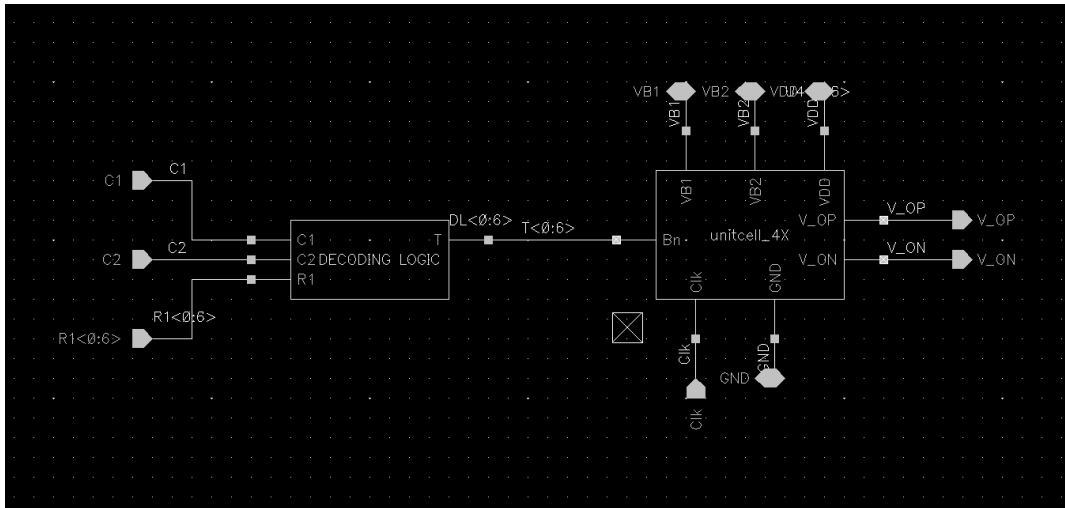 VB1 VB2 VDD
VB1 VB2 VDD
C1 C1
VB1 VB2 VDD
DL<0:6> T<0:6> V_OP V_OP V_OP
C1 T Bn unitcell_4X
C2 C2 C2 DECODING LOGIC V_ON V_ON V_ON
R1
Clk GND
R1<0:6>
R1<0:6>
Clk GND
GND
Clk